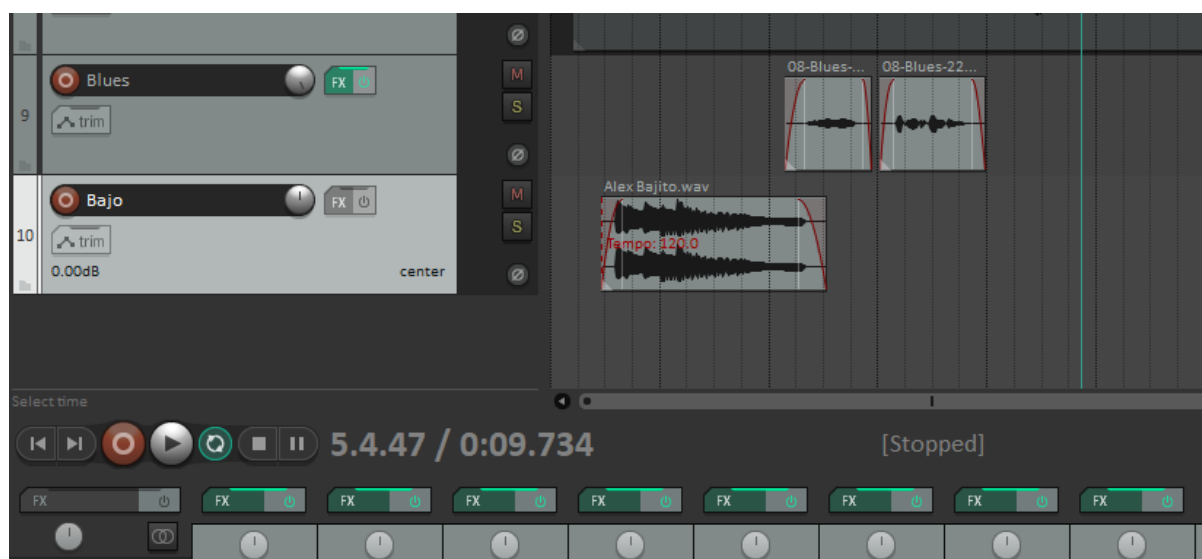 Blues
FX
M
S
9
trim
08-Blues-...
08-Blues-22...
Bajo
FX
M
S
10
trim
0.00dB
center
Alex Bajito.wav
Tempo: 120.0
Select time
5.4.47 / 0:09.734
[Stopped]
FX FX FX FX FX FX FX FX FX